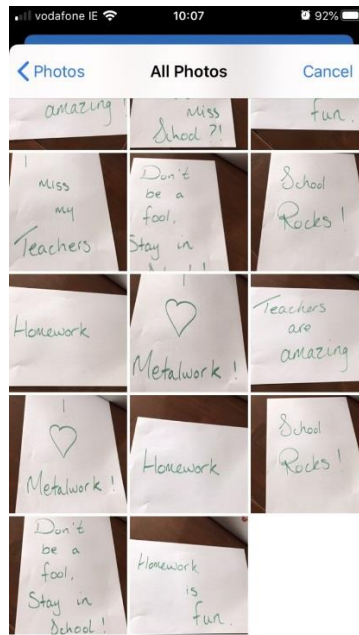 vodafone IE 10:07 92%
Photos All Photos Cancel
amazing !
miss
School ?!
fun.
I
miss
my
Teachers
Don't
be a
fool,
Stay in
School
Rocks !
Homework
I
Metalwork !
Teachers
are
amazing
I
Metalwork !
Homework
School
Rocks !
Don't
be a
fool,
Stay in
School !
Homework
is
fun.